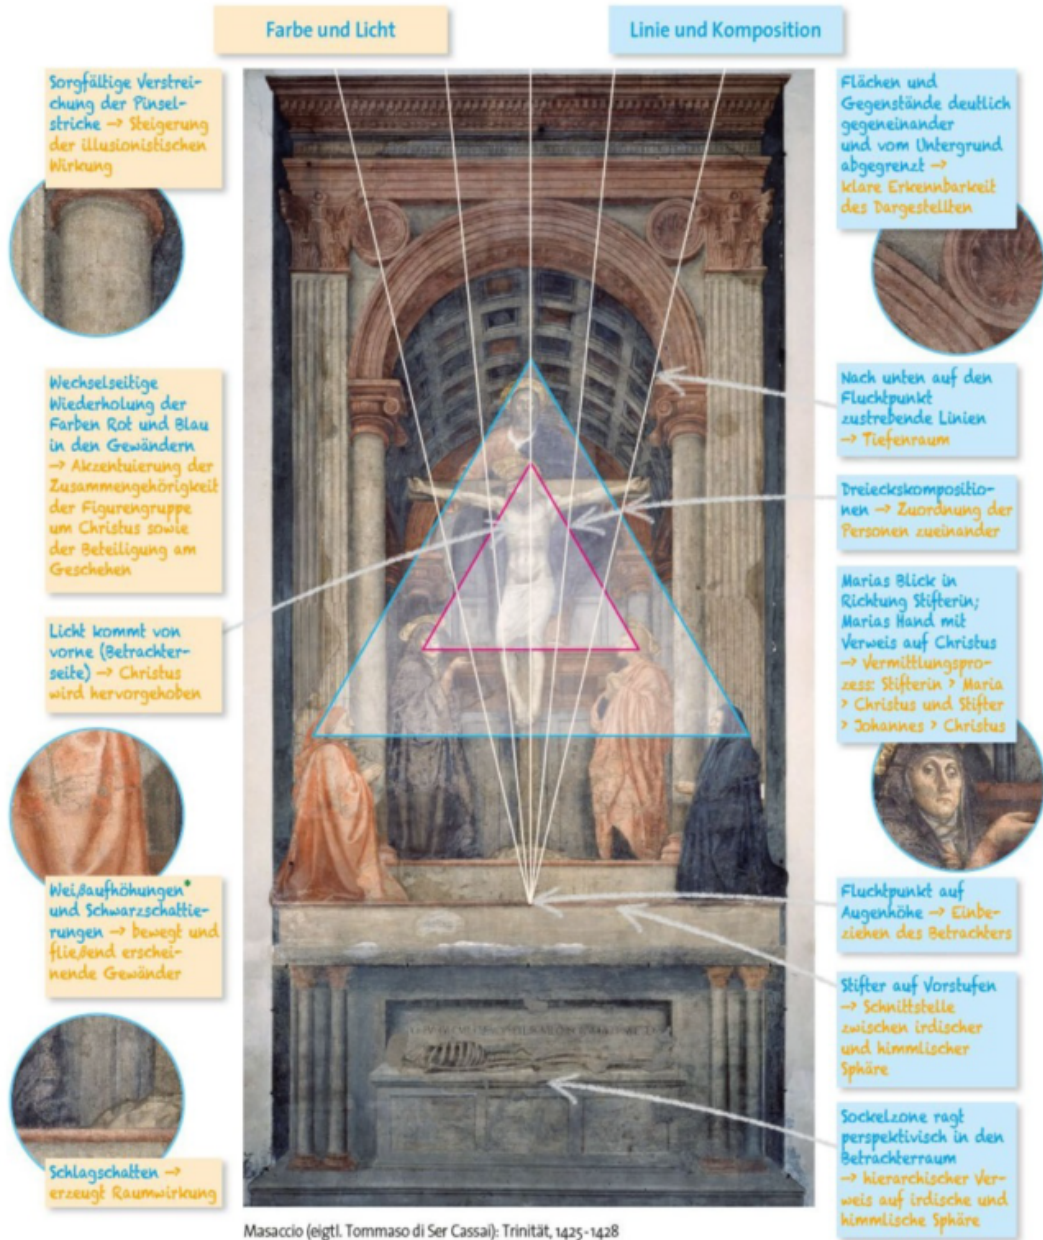 Farbe und Licht
Linie und Komposition
Sorgfältige Verstrei-
chung der Pinsel-
striche → Steigerung
der illusionistischen
Wirkung
Wechselseitige
Wiederholung der
Farben Rot und Blau
in den Gewändern
→ Akzentuierung der
Zusammengehörigkeit
der Figurengruppe
um Christus sowie
der Beteiligung am
Geschehen
Licht kommt von
vorne (Betrachter-
seite) → Christus
wird hervorgehoben
Weißaufhöhungen*
und Schwarzschattie-
rungen → bewegt und
fließend erschei-
nende Gewänder
Schlagschatten →
erzeugt Raumwirkung
Flächen und
Gegenstände deutlich
gegeneinander
und vom Untergrund
abgegrenzt →
klare Erkennbarkeit
des Dargestellten
Nach unten auf den
Fluchtpunkt
zustrebende Linien
→ Tiefenraum
Dreieckskompositio-
nen → Zuordnung der
Personen zueinander
Marias Blick in
Richtung Stifterin;
Marias Hand mit
Verweis auf Christus
→ Vermittlungspro-
zess: Stifterin > Maria
> Christus und Stifter
> Johannes > Christus
Fluchtpunkt auf
Augenhöhe → Einbe-
ziehen des Betrachters
Stifter auf Vorstufen
→ Schnittstelle
zwischen irdischer
und himmlischer
Sphäre
Sockelzone ragt
perspektivisch in den
Betrachterraum
→ hierarchischer Ver-
weis auf irdische und
himmlische Sphäre
Masaccio (eigtl. Tommaso di Ser Cassai): Trinität, 1425-1428